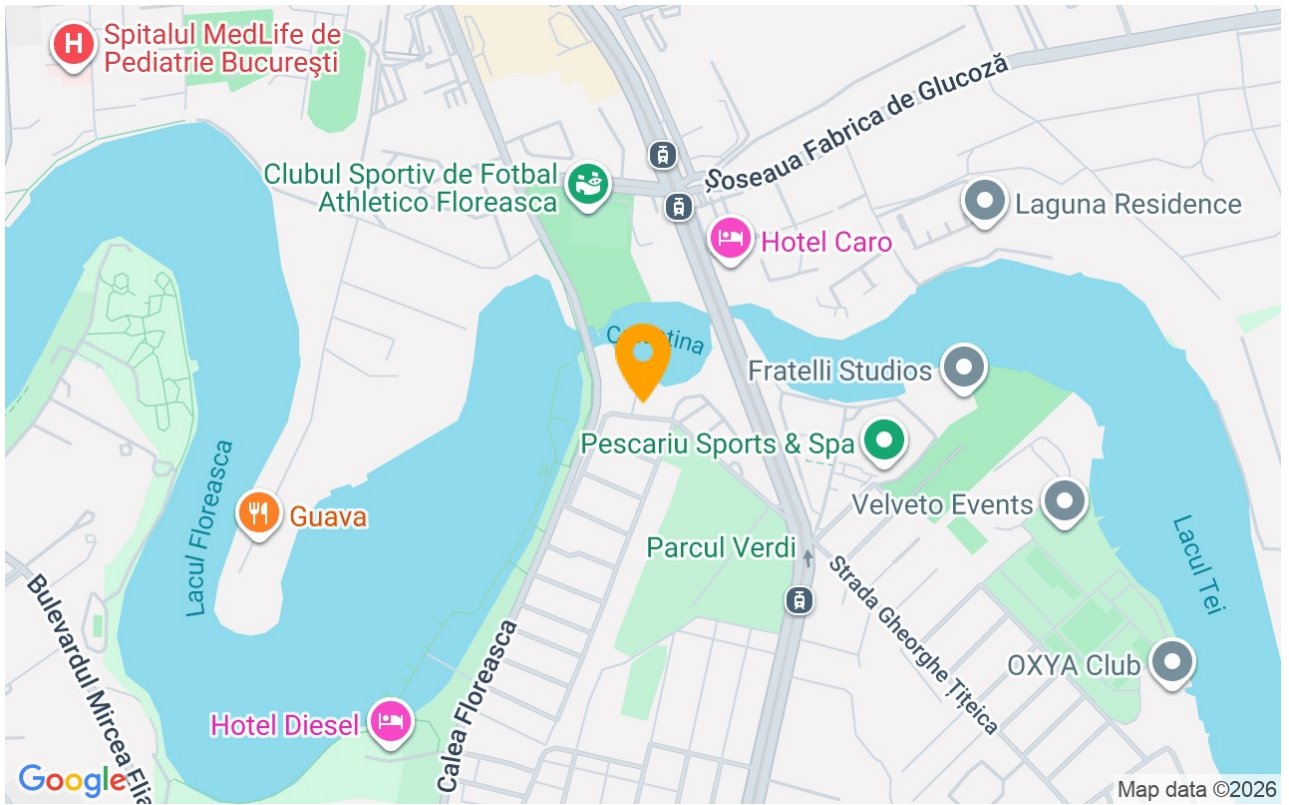 Spitalul MedLife de
Pediatrie București
Șoseaua Fabrica de Glucoză
Clubul Sportiv de Fotbal
Athletico Floreasca
Laguna Residence
Hotel Caro
Fratelli Studios
Pescariu Sports & Spa
Velveto Events
Guava
Lacul Floreasca
Parcul Verdi
Lacul Tei
Strada Gheorghe Țițeica
OXYA Club
Calea Floreasca
Hotel Diesel
Bulevardul Mircea
Google
Map data ©2026